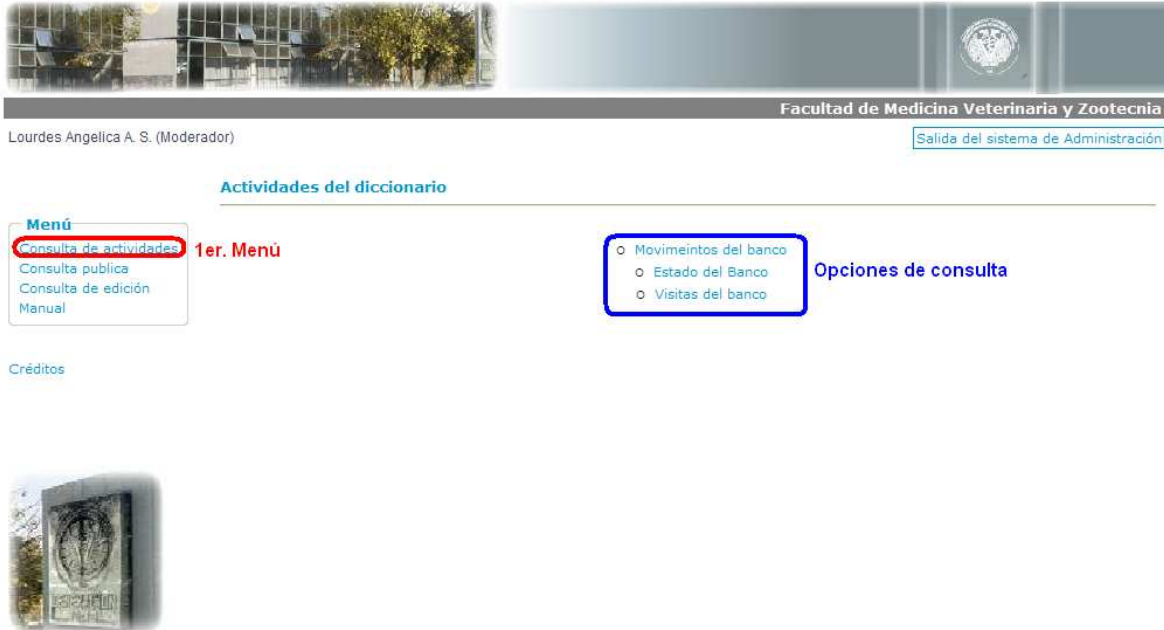 Facultad de Medicina Veterinaria y Zootecnia
Lourdes Angelica A. S. (Moderador)
Salida del sistema de Administración
Actividades del diccionario
Menú
Consulta de actividades
1er. Menú
Consulta publica
Consulta de edición
Manual
Movimeintos del banco
Estado del Banco
Visitas del banco
Opciones de consulta
Créditos